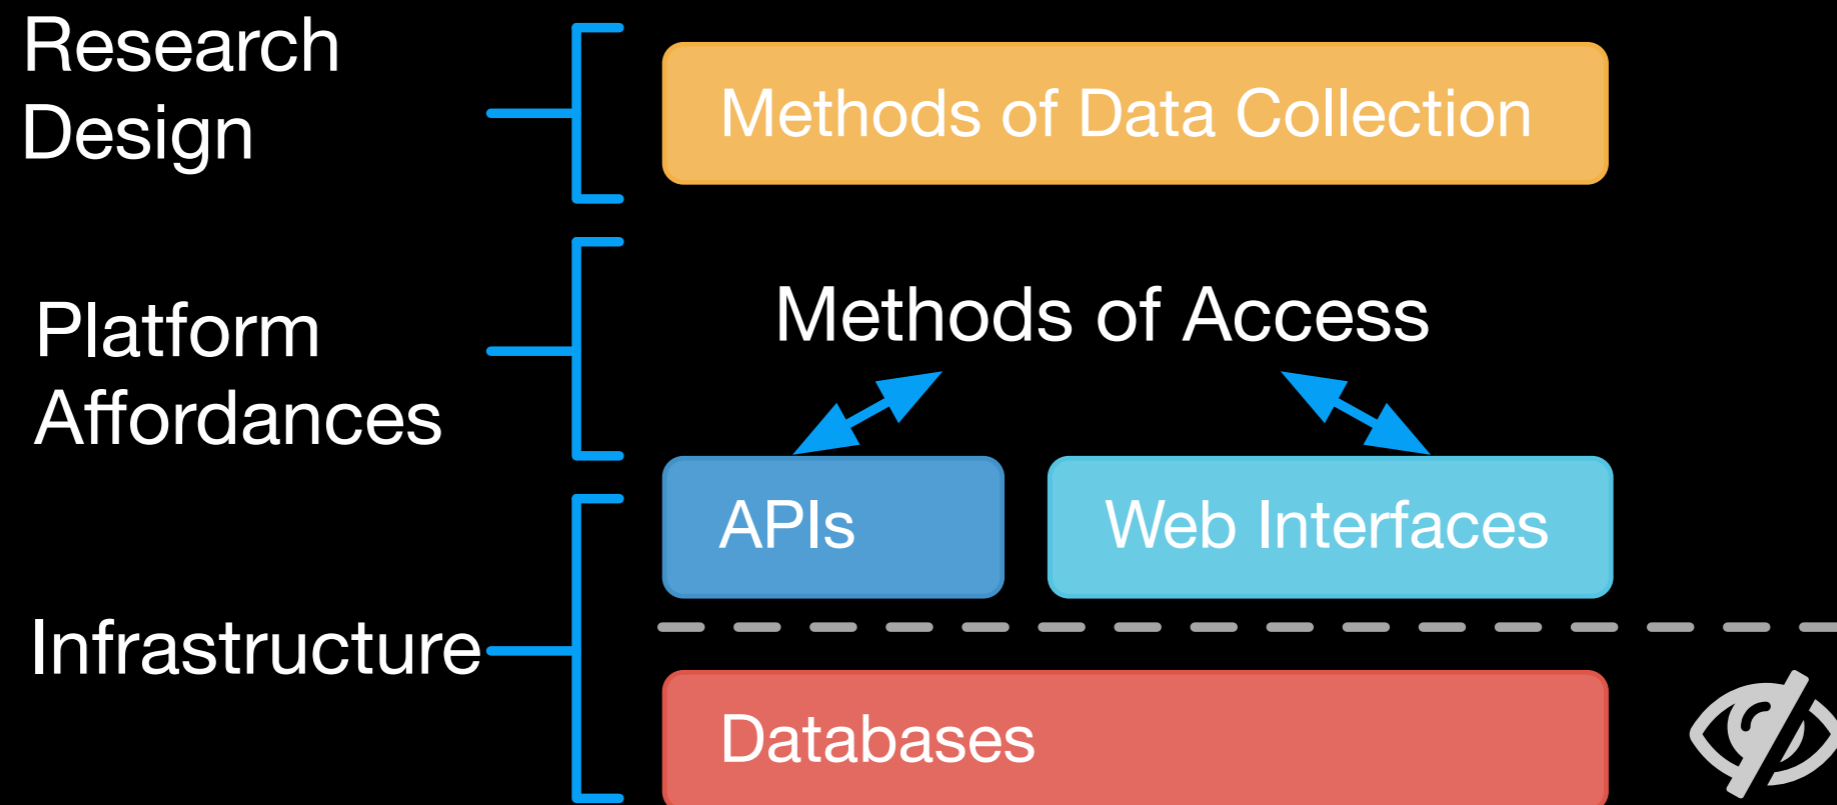 Research
Design
Methods of Data Collection
Platform
Affordances
Methods of Access
APIs
Web Interfaces
Infrastructure
Databases